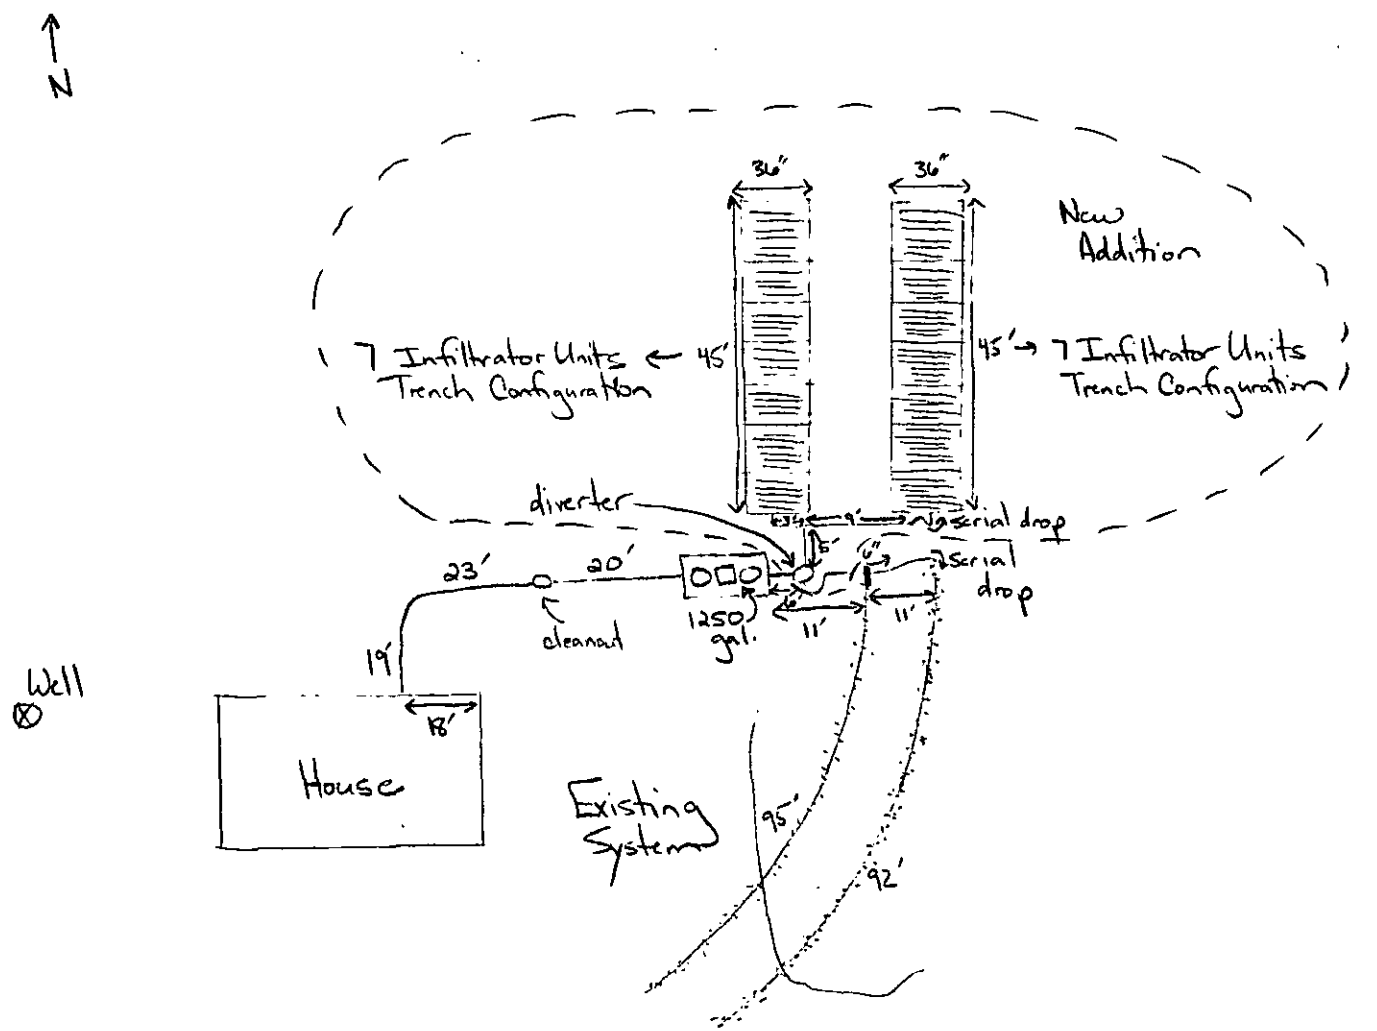 N
36"
36"
New
Addition
7 Infiltrator Units
Trench Configuration
45'
45'
7 Infiltrator Units
Trench Configuration
diverter
9'
serial drop
5'
6"
serial
drop
23'
20'
cleanout
1250
gal.
6'
11'
11'
19'
Well
18'
House
Existing
System
95'
92'